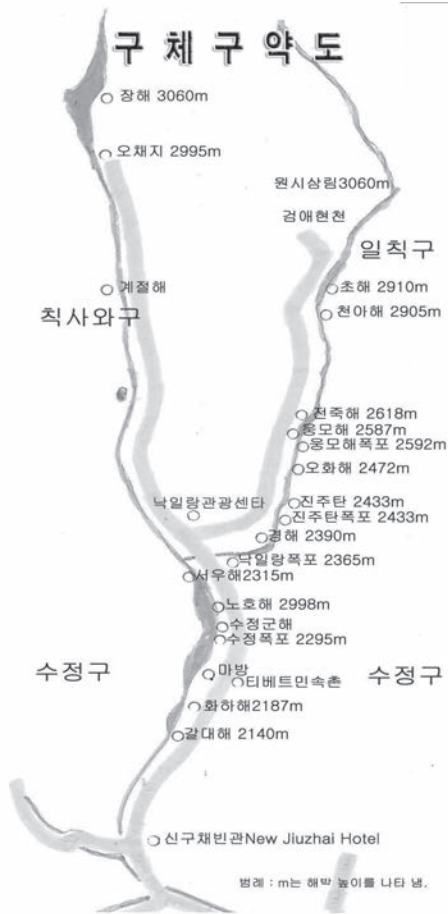 구체구약도
장해 3060m
오채지 2995m
원시삼림3060m
검애현천
일칙구
계절해
초해 2910m
천아해 2905m
칙사와구
전죽해 2618m
웅모해 2587m
웅모해폭포 2592m
오화해 2472m
낙일랑관광센타
진주탄 2433m
진주탄폭포 2433m
경해 2390m
낙일랑폭포 2365m
서우해2315m
노호해 2998m
수정군해
수정폭포 2295m
수정구
마방
티베트민속촌
수정구
화하해2187m
갈대해 2140m
신구채빈관New Jiuzhai Hotel
범례 : m는 해발 높이를 나타 냄.